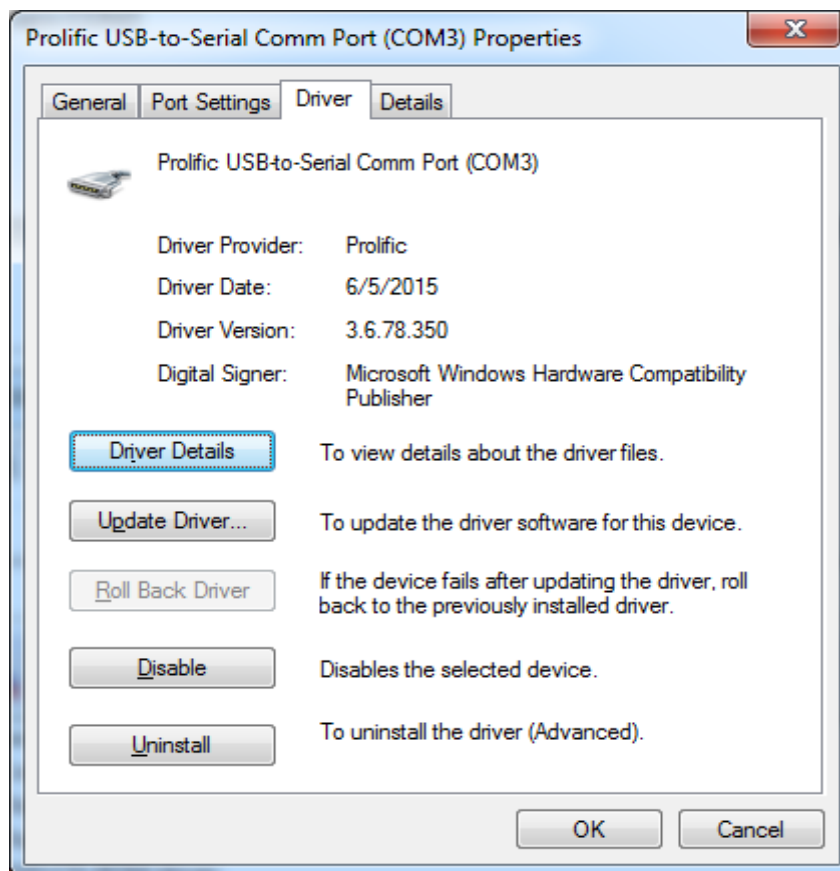 Prolific USB-to-Serial Comm Port (COM3) Properties
General Port Settings Driver Details
Prolific USB-to-Serial Comm Port (COM3)
Driver Provider: Prolific
Driver Date: 6/5/2015
Driver Version: 3.6.78.350
Digital Signer: Microsoft Windows Hardware Compatibility
Publisher
Driver Details To view details about the driver files.
Update Driver... To update the driver software for this device.
Roll Back Driver If the device fails after updating the driver, roll
back to the previously installed driver.
Disable Disables the selected device.
Uninstall To uninstall the driver (Advanced).
OK Cancel